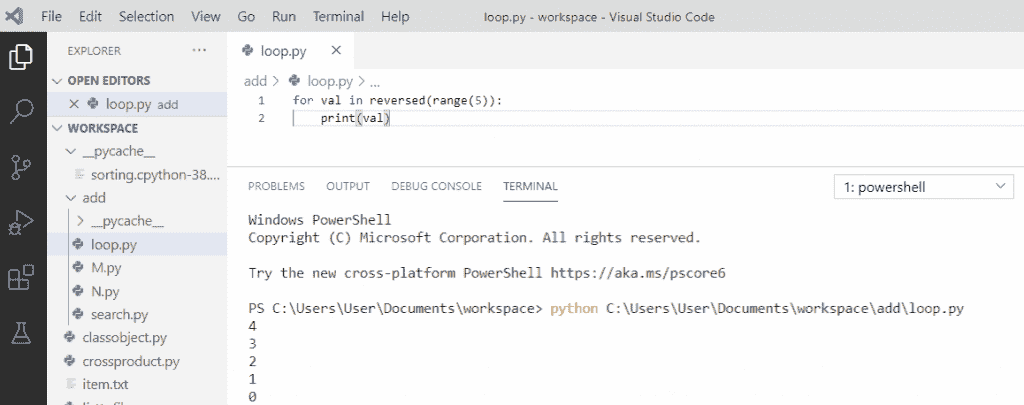 File Edit Selection View Go Run Terminal Help loop.py - workspace - Visual Studio Code
EXPLORER ...
OPEN EDITORS
loop.py add
WORKSPACE
__pycache__
sorting.cpython-38....
add
__pycache__
loop.py
M.py
N.py
search.py
classobject.py
crossproduct.py
item.txt
loop.py
add > loop.py > ...
1 for val in reversed(range(5)):
2     print(val)
PROBLEMS OUTPUT DEBUG CONSOLE TERMINAL 1: powershell
Windows PowerShell
Copyright (C) Microsoft Corporation. All rights reserved.
Try the new cross-platform PowerShell https://aka.ms/pscore6
PS C:\Users\User\Documents\workspace> python C:\Users\User\Documents\workspace\add\loop.py
4
3
2
1
0